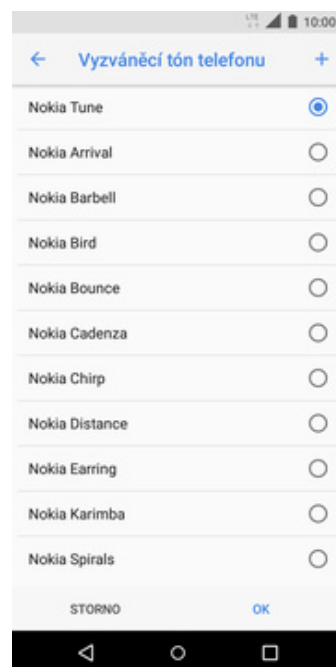 LTE 10:00
Vyzváněcí tón telefonu
Nokia Tune
Nokia Arrival
Nokia Barbell
Nokia Bird
Nokia Bounce
Nokia Cadenza
Nokia Chirp
Nokia Distance
Nokia Earring
Nokia Karimba
Nokia Spirals
STORNO OK